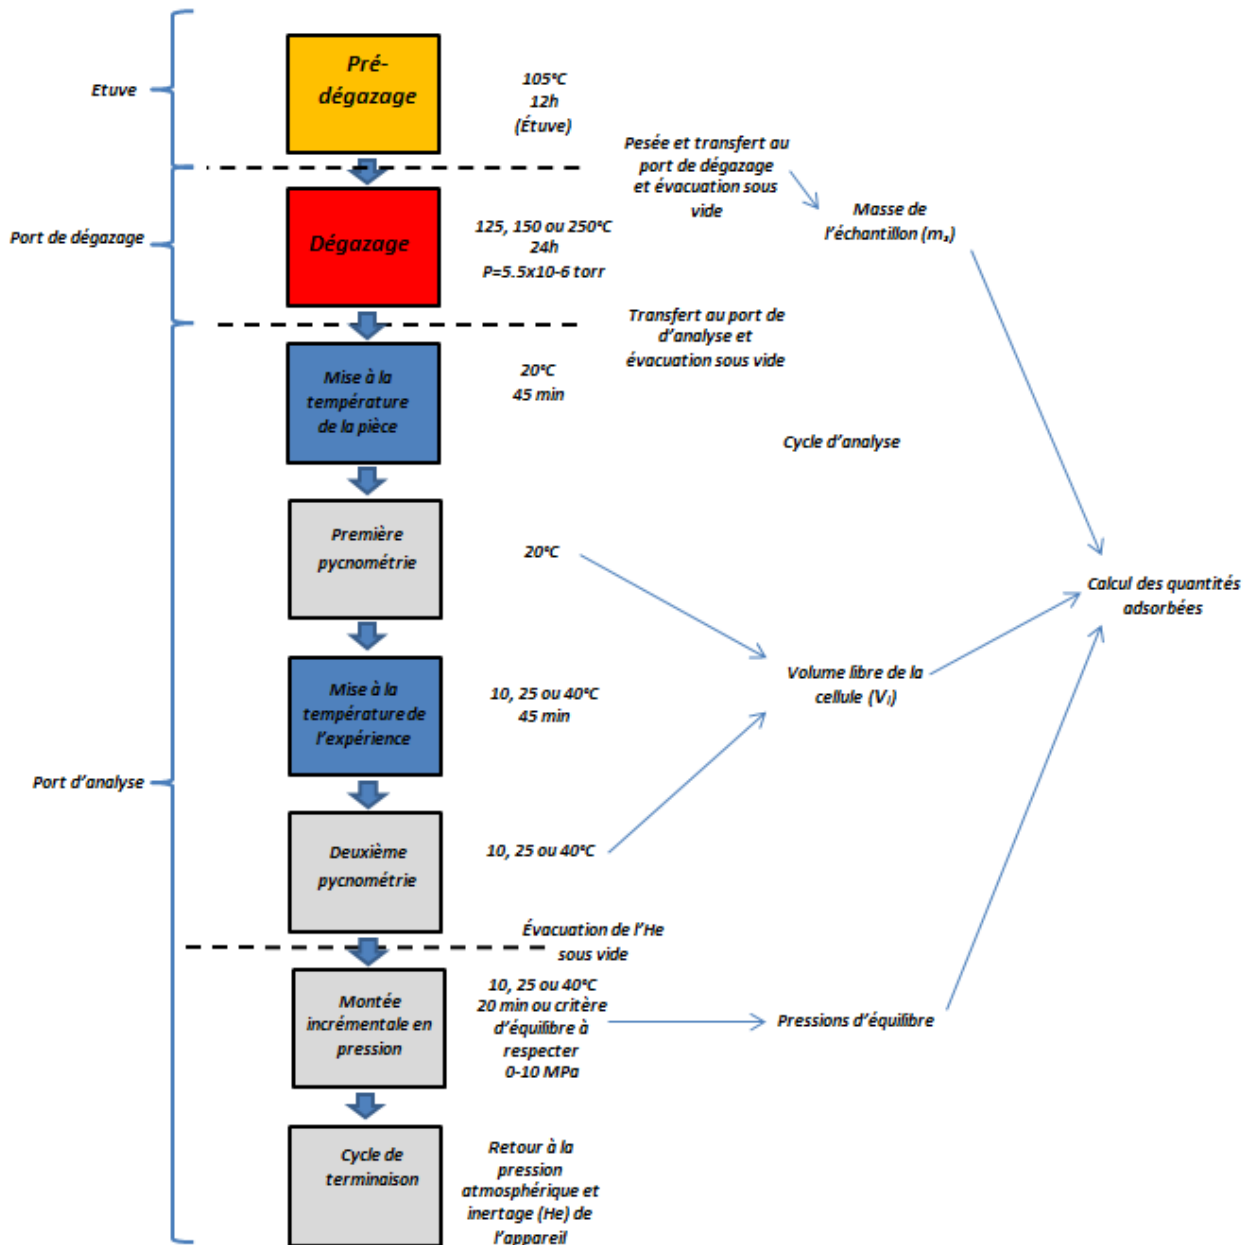 Pré-
dégazage
105°C
12h
(Étuve)
Etuve
Pesée et transfert au
port de dégazage
et évacuation sous
vide
Masse de
l'échantillon (mₛ)
Port de dégazage
Dégazage
125, 150 ou 250°C
24h
P=5.5x10-6 torr
Transfert au port de
d'analyse et
évacuation sous vide
Mise à la
température
de la pièce
20°C
45 min
Cycle d'analyse
Première
pycnométrie
20°C
Calcul des quantités
adsorbées
Mise à la
température de
l'expérience
10, 25 ou 40°C
45 min
Volume libre de la
cellule (Vₗ)
Port d'analyse
Deuxième
pycnométrie
10, 25 ou 40°C
Évacuation de l'He
sous vide
Montée
incrémentale en
pression
10, 25 ou 40°C
20 min ou critère
d'équilibre à
respecter
0-10 MPa
Pressions d'équilibre
Cycle de
terminaison
Retour à la
pression
atmosphérique et
inertage (He) de
l'appareil